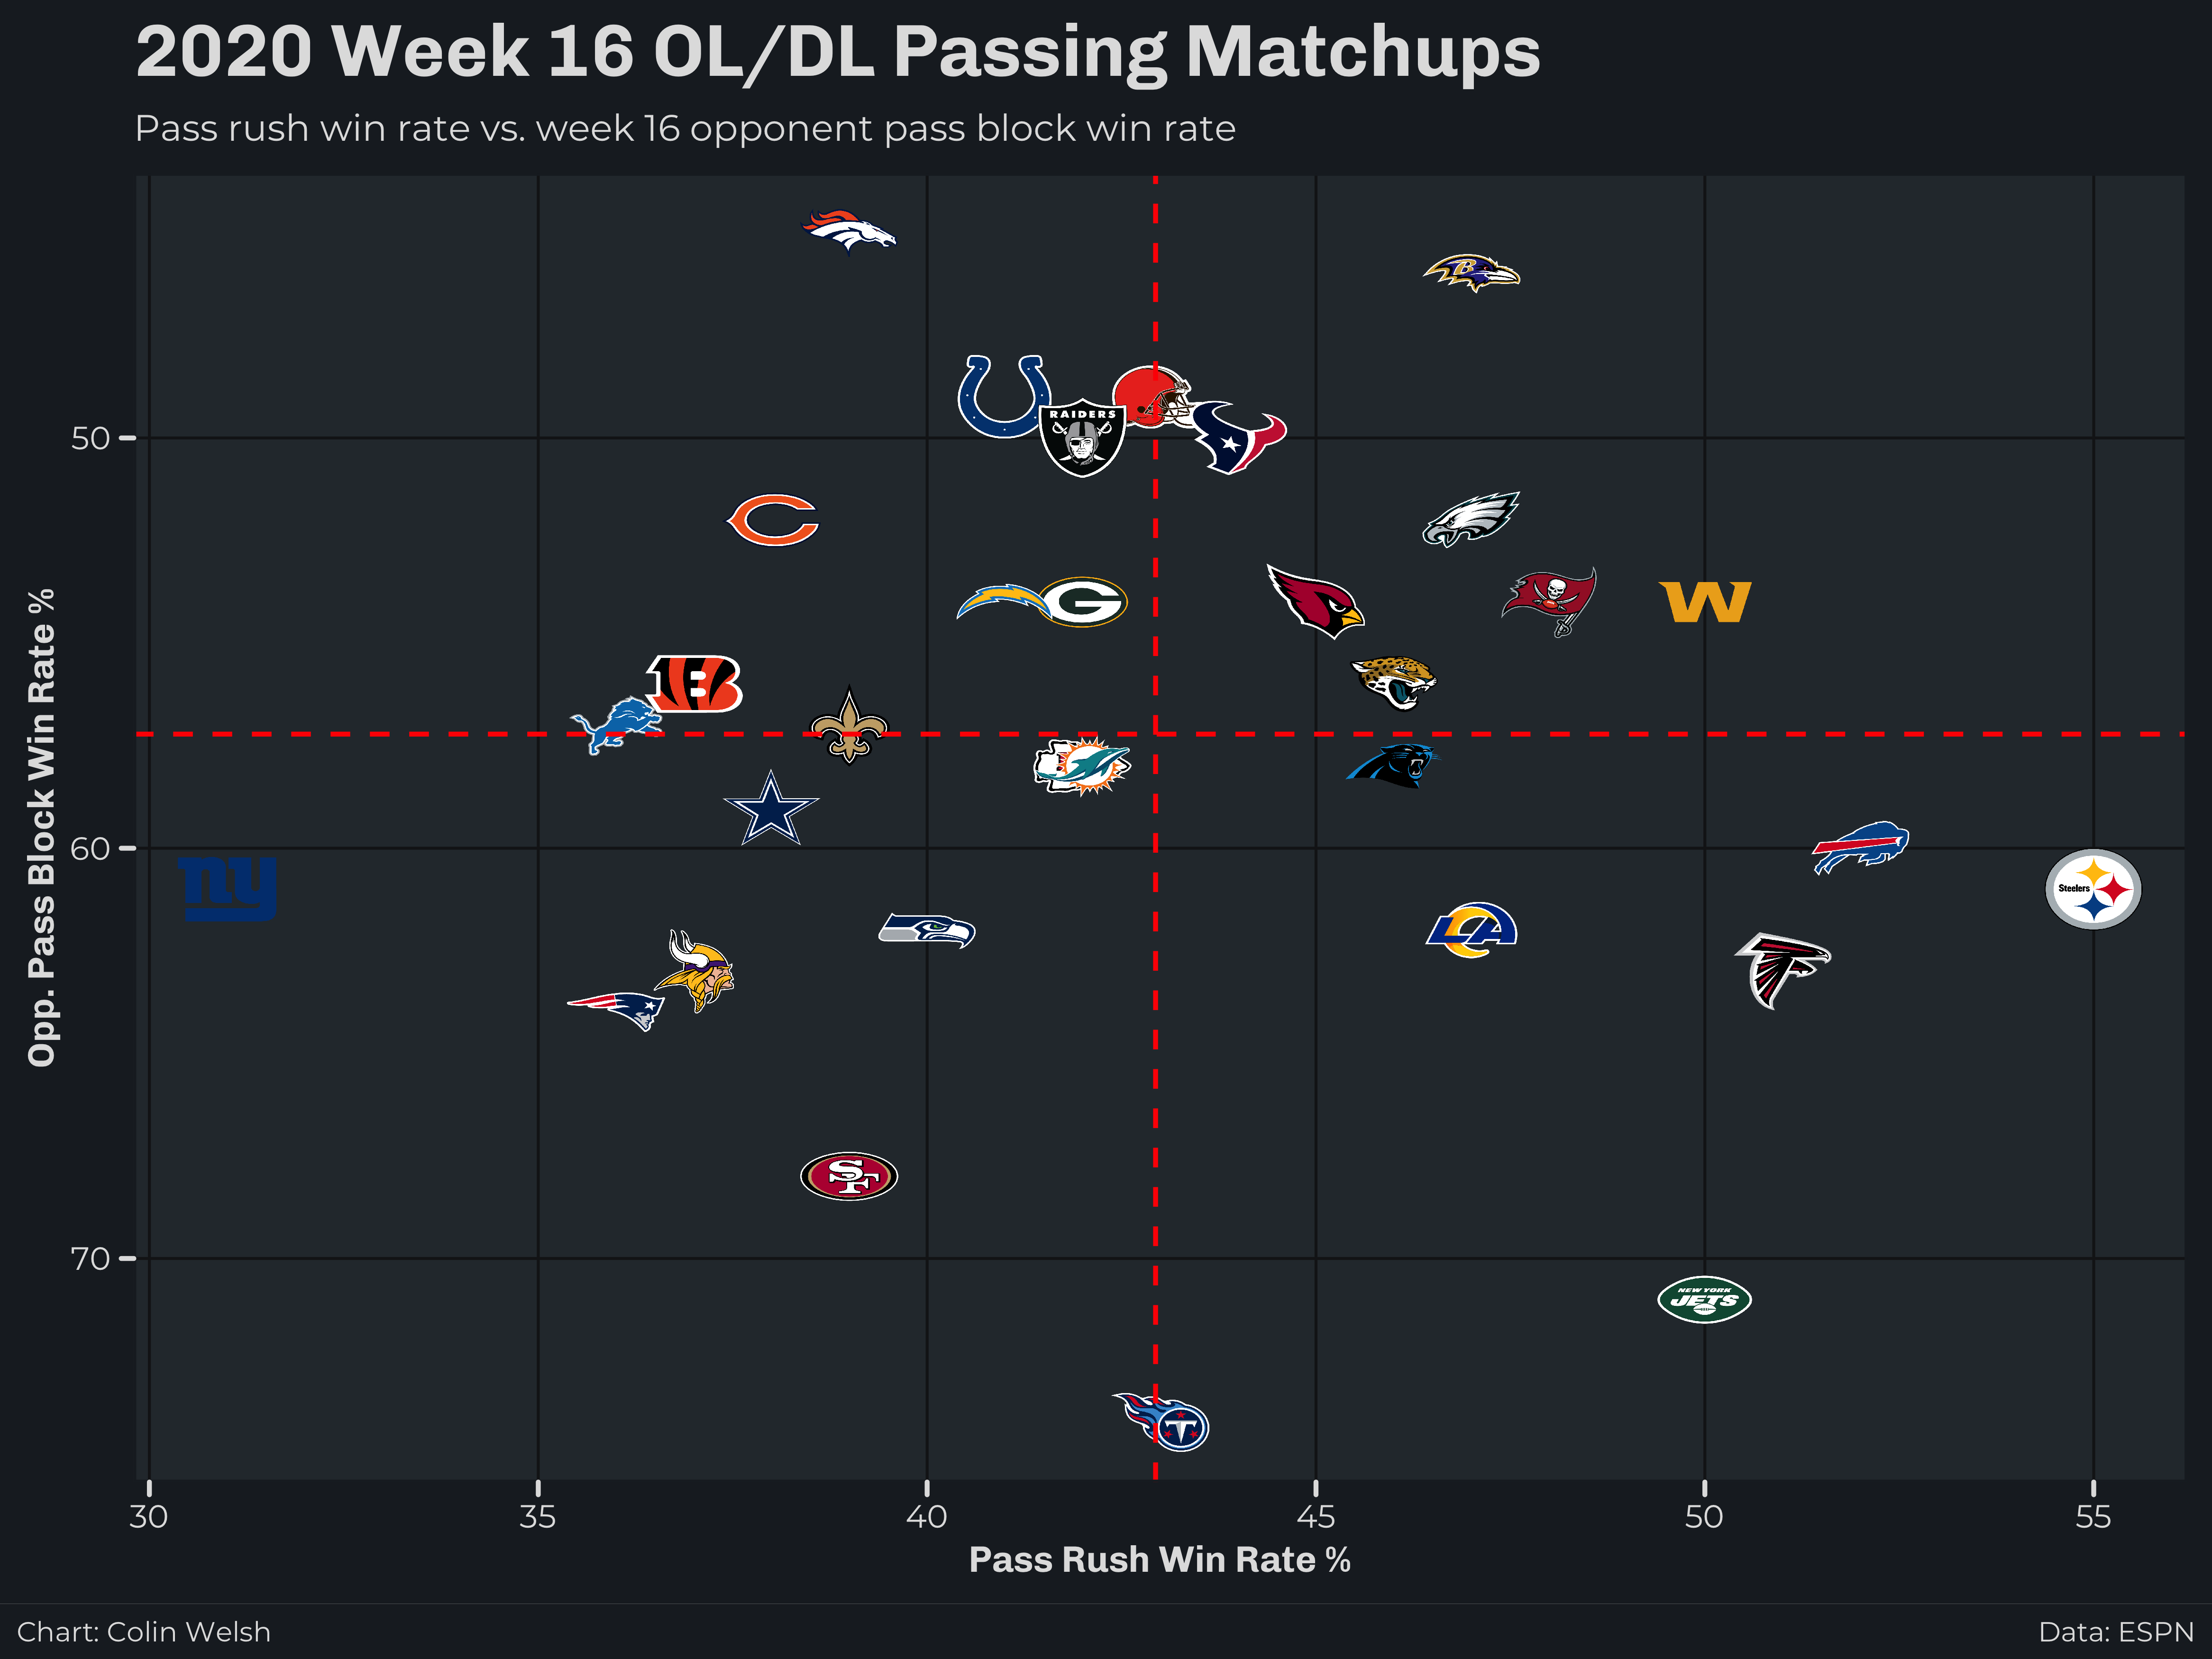 2020 Week 16 OL/DL Passing Matchups
Pass rush win rate vs. week 16 opponent pass block win rate
Opp. Pass Block Win Rate %
50
60
70
RAIDERS
B
B
W
ny
Steelers
LA
SF
NEW YORK
JETS
T
G
30
35
40
45
50
55
Pass Rush Win Rate %
Chart: Colin Welsh
Data: ESPN